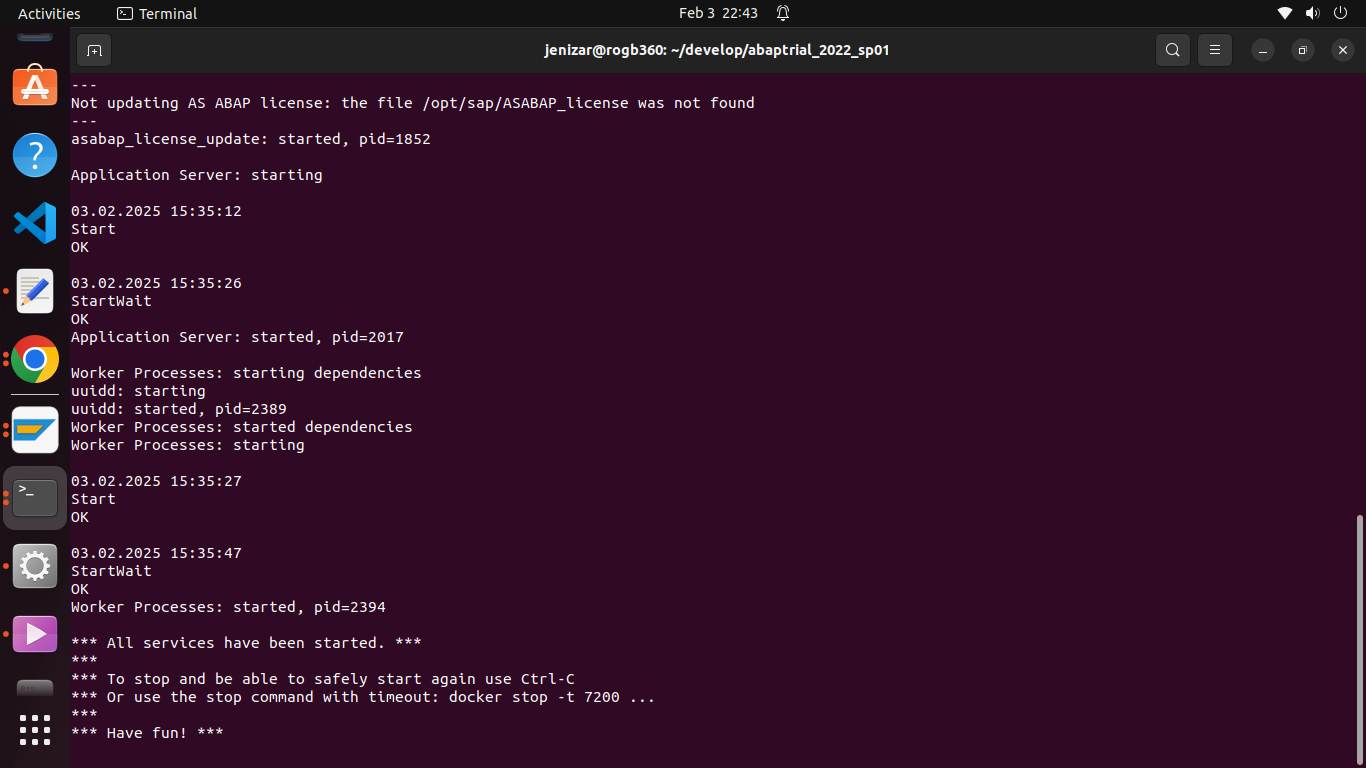 Activities
Terminal
Feb 3 22:43
jenizar@rogb360: ~/develop/abaptrial_2022_sp01
---
Not updating AS ABAP license: the file /opt/sap/ASABAP_license was not found
---
asabap_license_update: started, pid=1852
Application Server: starting
03.02.2025 15:35:12
Start
OK
03.02.2025 15:35:26
StartWait
OK
Application Server: started, pid=2017
Worker Processes: starting dependencies
uuidd: starting
uuidd: started, pid=2389
Worker Processes: started dependencies
Worker Processes: starting
03.02.2025 15:35:27
Start
OK
03.02.2025 15:35:47
StartWait
OK
Worker Processes: started, pid=2394
*** All services have been started. ***
***
*** To stop and be able to safely start again use Ctrl-C
*** Or use the stop command with timeout: docker stop -t 7200 ...
***
*** Have fun! ***